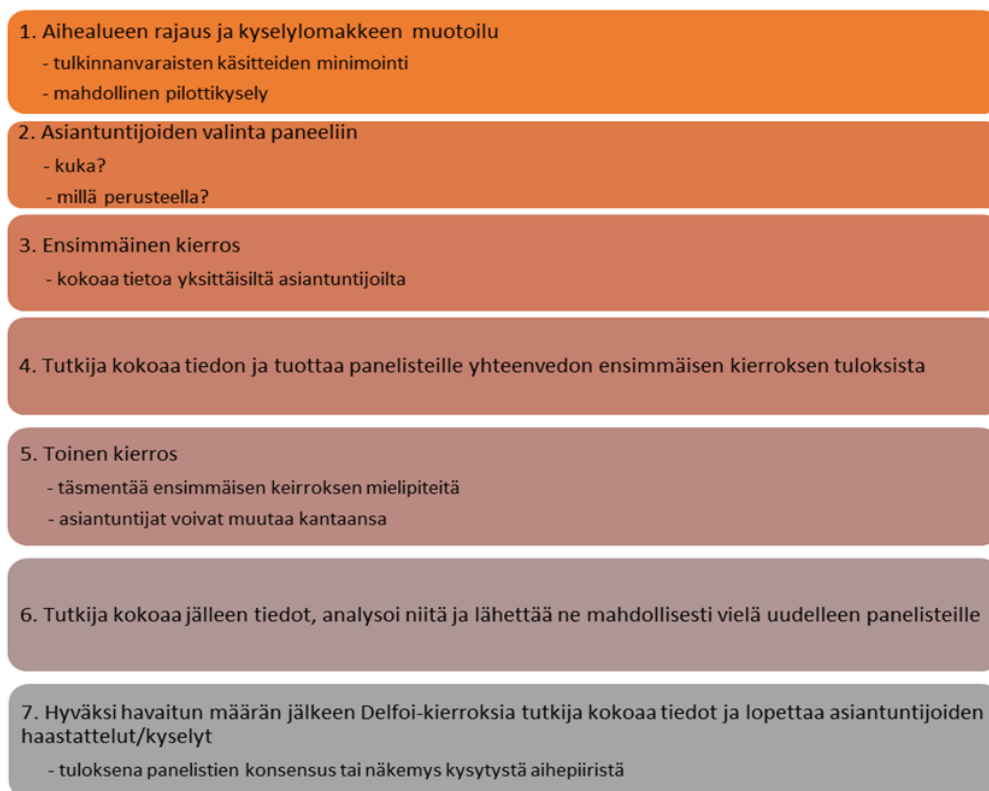 1. Aihealueen rajaus ja kyselylomakkeen muotoilu
- tulkinnanvaraisten käsitteiden minimointi
- mahdollinen pilottikysely
2. Asiantuntijoiden valinta paneeliin
- kuka?
- millä perusteella?
3. Ensimmäinen kierros
- kokoaa tietoa yksittäisiltä asiantuntijoilta
4. Tutkija kokoaa tiedon ja tuottaa panelisteille yhteenvedon ensimmäisen kierroksen tuloksista
5. Toinen kierros
- täsmentää ensimmäisen keirroksen mielipiteitä
- asiantuntijat voivat muutaa kantaansa
6. Tutkija kokoaa jälleen tiedot, analysoi niitä ja lähettää ne mahdollisesti vielä uudelleen panelisteille
7. Hyväksi havaitun määrän jälkeen Delfoi-kierroksia tutkija kokoaa tiedot ja lopettaa asiantuntijoiden
haastattelut/kyselyt
- tuloksena panelistien konsensus tai näkemys kysytystä aihepiiristä